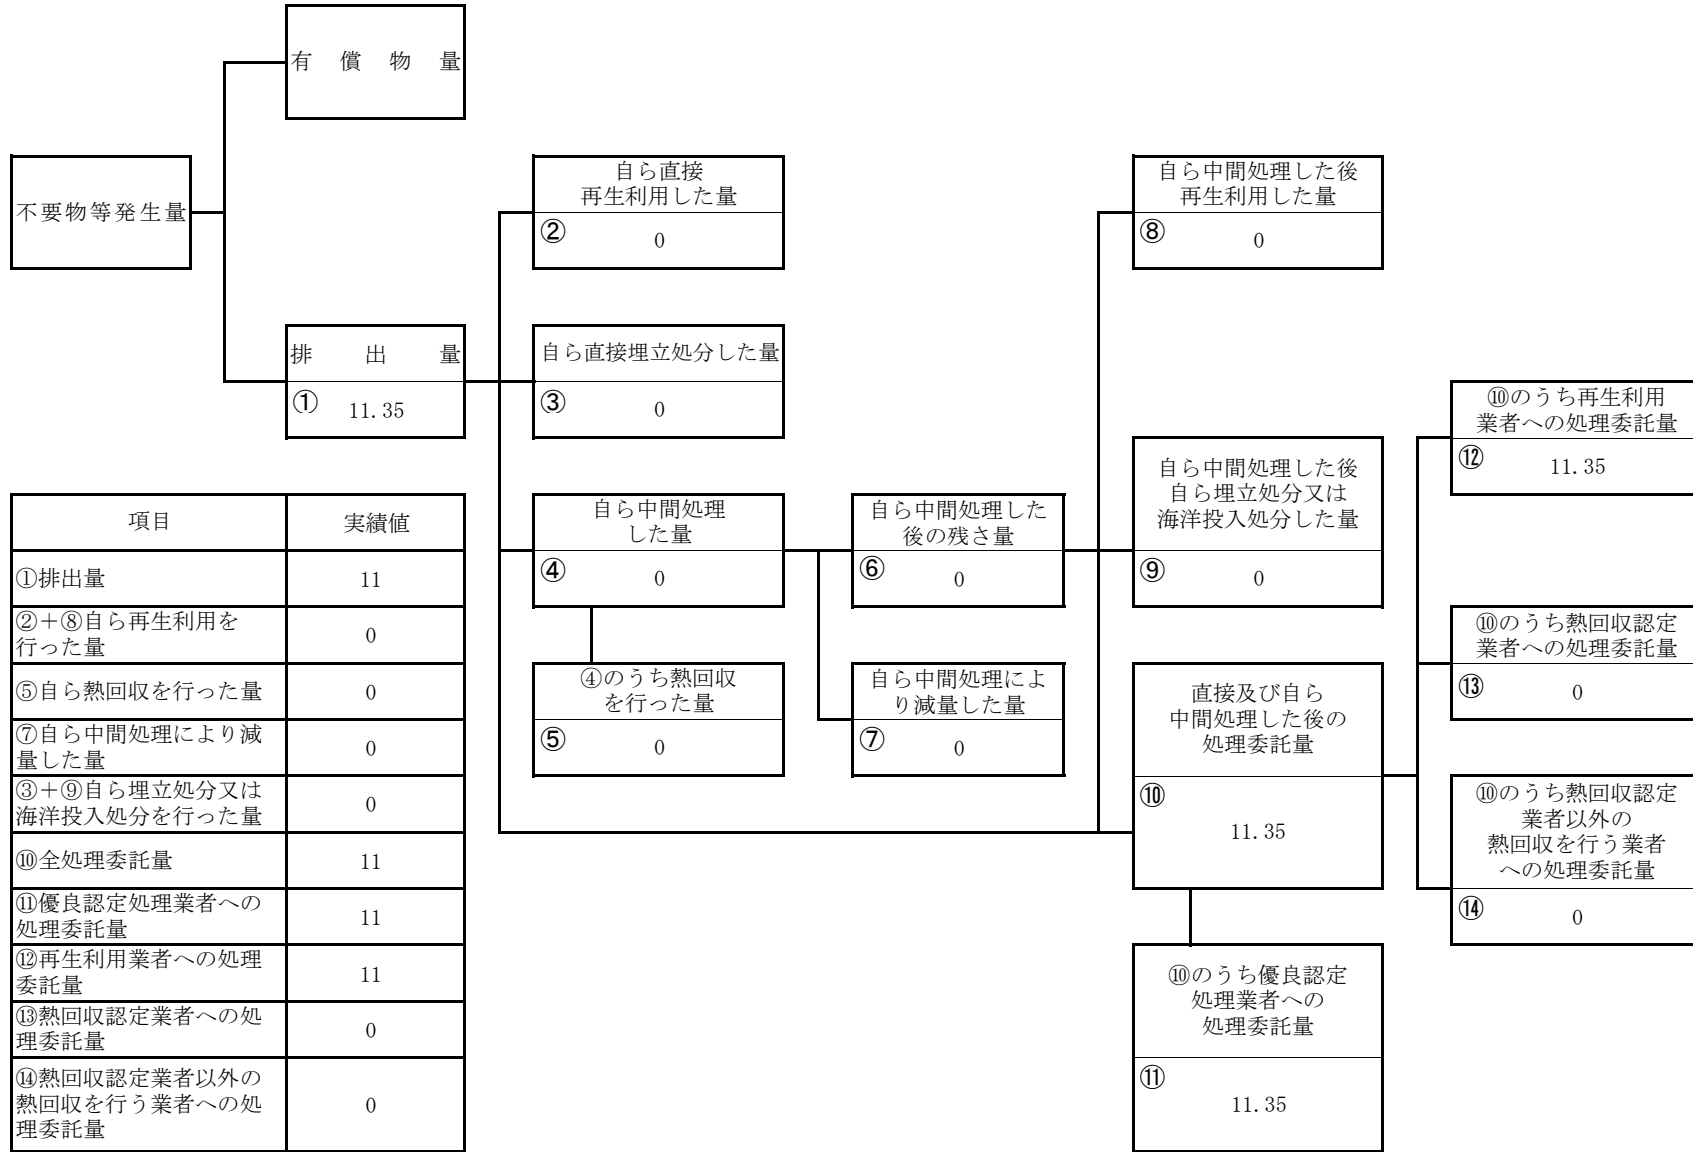 有償物量
不要物等発生量
排出量
① 11.35
自ら直接
再生利用した量
② 0
自ら直接埋立処分した量
③ 0
自ら中間処理
した量
④ 0
④のうち熱回収
を行った量
⑤ 0
自ら中間処理した
後の残さ量
⑥ 0
自ら中間処理によ
り減量した量
⑦ 0
自ら中間処理した後
再生利用した量
⑧ 0
自ら中間処理した後
自ら埋立処分又は
海洋投入処分した量
⑨ 0
直接及び自ら
中間処理した後の
処理委託量
⑩
11.35
⑩のうち優良認定
処理業者への
処理委託量
⑪
11.35
⑩のうち再生利用
業者への処理委託量
⑫ 11.35
⑩のうち熱回収認定
業者への処理委託量
⑬ 0
⑩のうち熱回収認定
業者以外の
熱回収を行う業者
への処理委託量
⑭ 0
項目 実績値
①排出量 11
②+⑧自ら再生利用を
行った量 0
⑤自ら熱回収を行った量 0
⑦自ら中間処理により減
量した量 0
③+⑨自ら埋立処分又は
海洋投入処分を行った量 0
⑩全処理委託量 11
⑪優良認定処理業者への
処理委託量 11
⑫再生利用業者への処理
委託量 11
⑬熱回収認定業者への処
理委託量 0
⑭熱回収認定業者以外の
熱回収を行う業者への処
理委託量 0